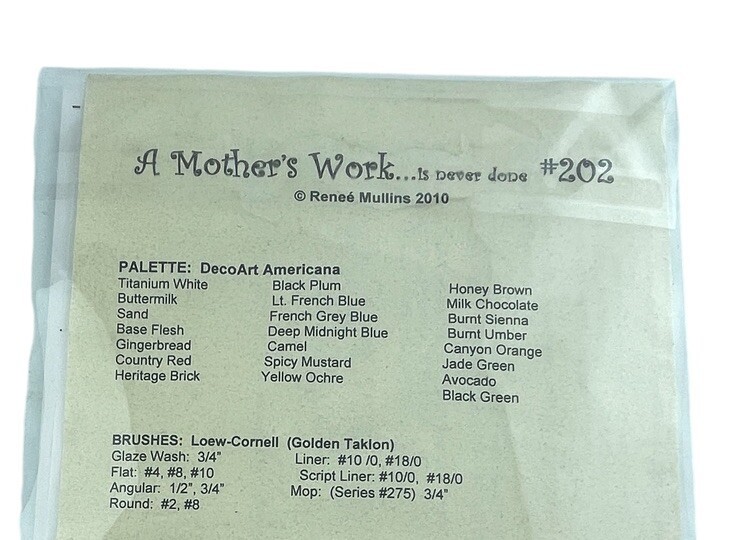 A Mother's Work...Is never done #202
© Reneé Mullins 2010
PALETTE: DecoArt Americana
Titanium White
Buttermilk
Sand
Base Flesh
Gingerbread
Country Red
Heritage Brick
Black Plum
Lt. French Blue
French Grey Blue
Deep Midnight Blue
Camel
Spicy Mustard
Yellow Ochre
Honey Brown
Milk Chocolate
Burnt Sienna
Burnt Umber
Canyon Orange
Jade Green
Avocado
Black Green
BRUSHES: Loew-Cornell (Golden Taklon)
Glaze Wash: 3/4"
Flat: #4, #8, #10
Angular: 1/2", 3/4"
Round: #2, #8
Liner: #10 /0, #18/0
Script Liner: #10/0, #18/0
Mop: (Series #275) 3/4"